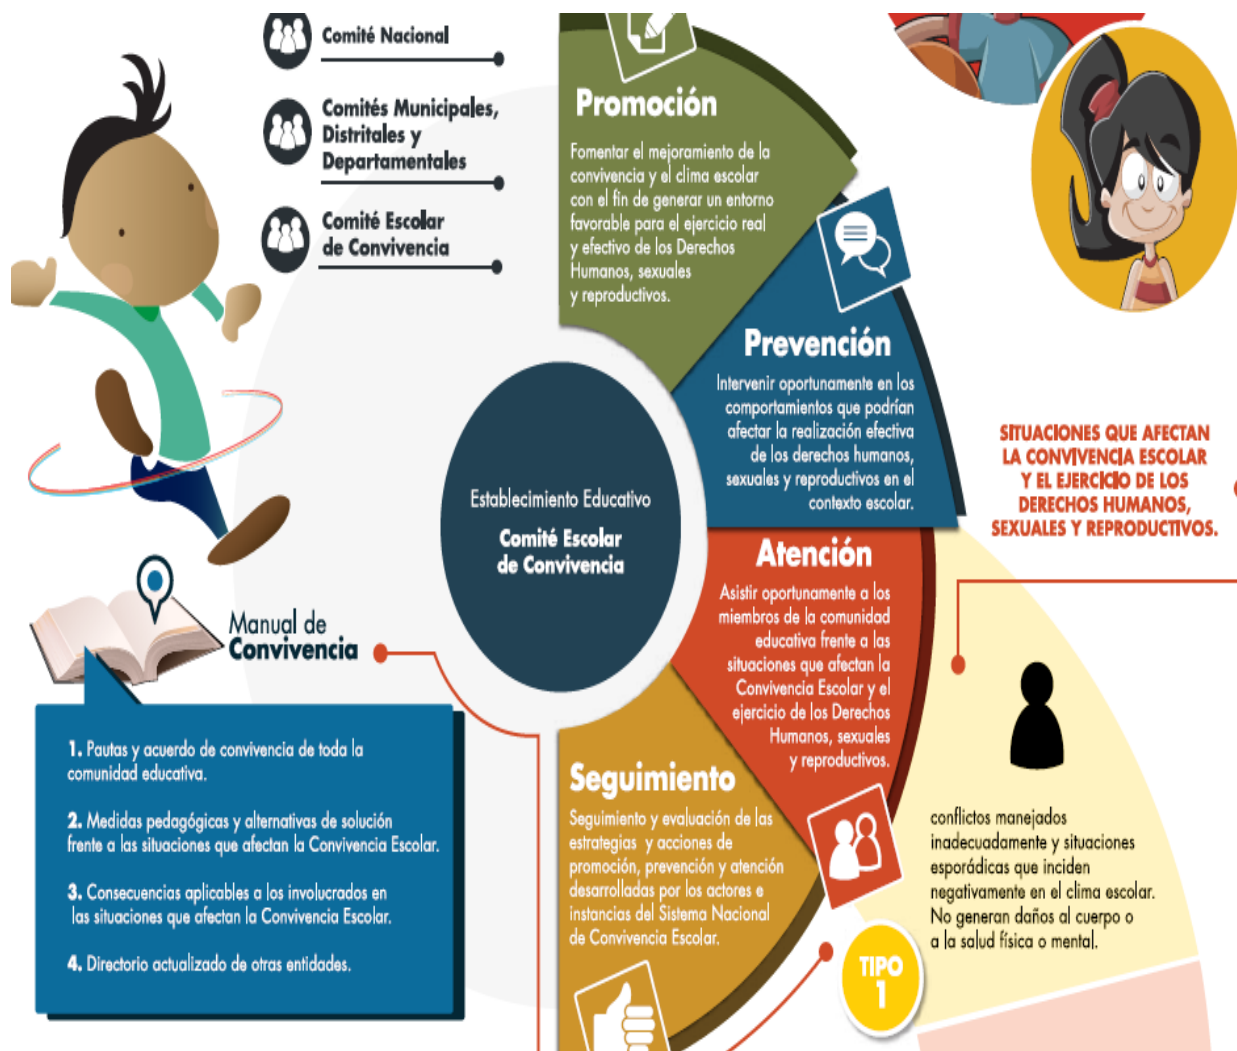 Comité Nacional
Comités Municipales,
Distritales y
Departamentales
Comité Escolar
de Convivencia
Promoción
Fomentar el mejoramiento de la
convivencia y el clima escolar
con el fin de generar un entorno
favorable para el ejercicio real
y efectivo de los Derechos
Humanos, sexuales
y reproductivos.
Prevención
Intervenir oportunamente en los
comportamientos que podrían
afectar la realización efectiva
de los derechos humanos,
sexuales y reproductivos en el
contexto escolar.
SITUACIONES QUE AFECTAN
LA CONVIVENCIA ESCOLAR
Y EL EJERCICIO DE LOS
DERECHOS HUMANOS,
SEXUALES Y REPRODUCTIVOS.
Establecimiento Educativo
Comité Escolar
de Convivencia
Atención
Asistir oportunamente a los
miembros de la comunidad
educativa frente a las
situaciones que afectan la
Convivencia Escolar y el
ejercicio de los Derechos
Humanos, sexuales
y reproductivos.
Manual de
Convivencia
1. Pautas y acuerdo de convivencia de toda la
comunidad educativa.
2. Medidas pedagógicas y alternativas de solución
frente a las situaciones que afectan la Convivencia Escolar.
3. Consecuencias aplicables a los involucrados en
las situaciones que afectan la Convivencia Escolar.
4. Directorio actualizado de otras entidades.
Seguimiento
Seguimiento y evaluación de las
estrategias y acciones de
promoción, prevención y atención
desarrolladas por los actores e
instancias del Sistema Nacional
de Convivencia Escolar.
conflictos manejados
inadecuadamente y situaciones
esporádicas que inciden
negativamente en el clima escolar.
No generan daños al cuerpo o
a la salud física o mental.
TIPO
1